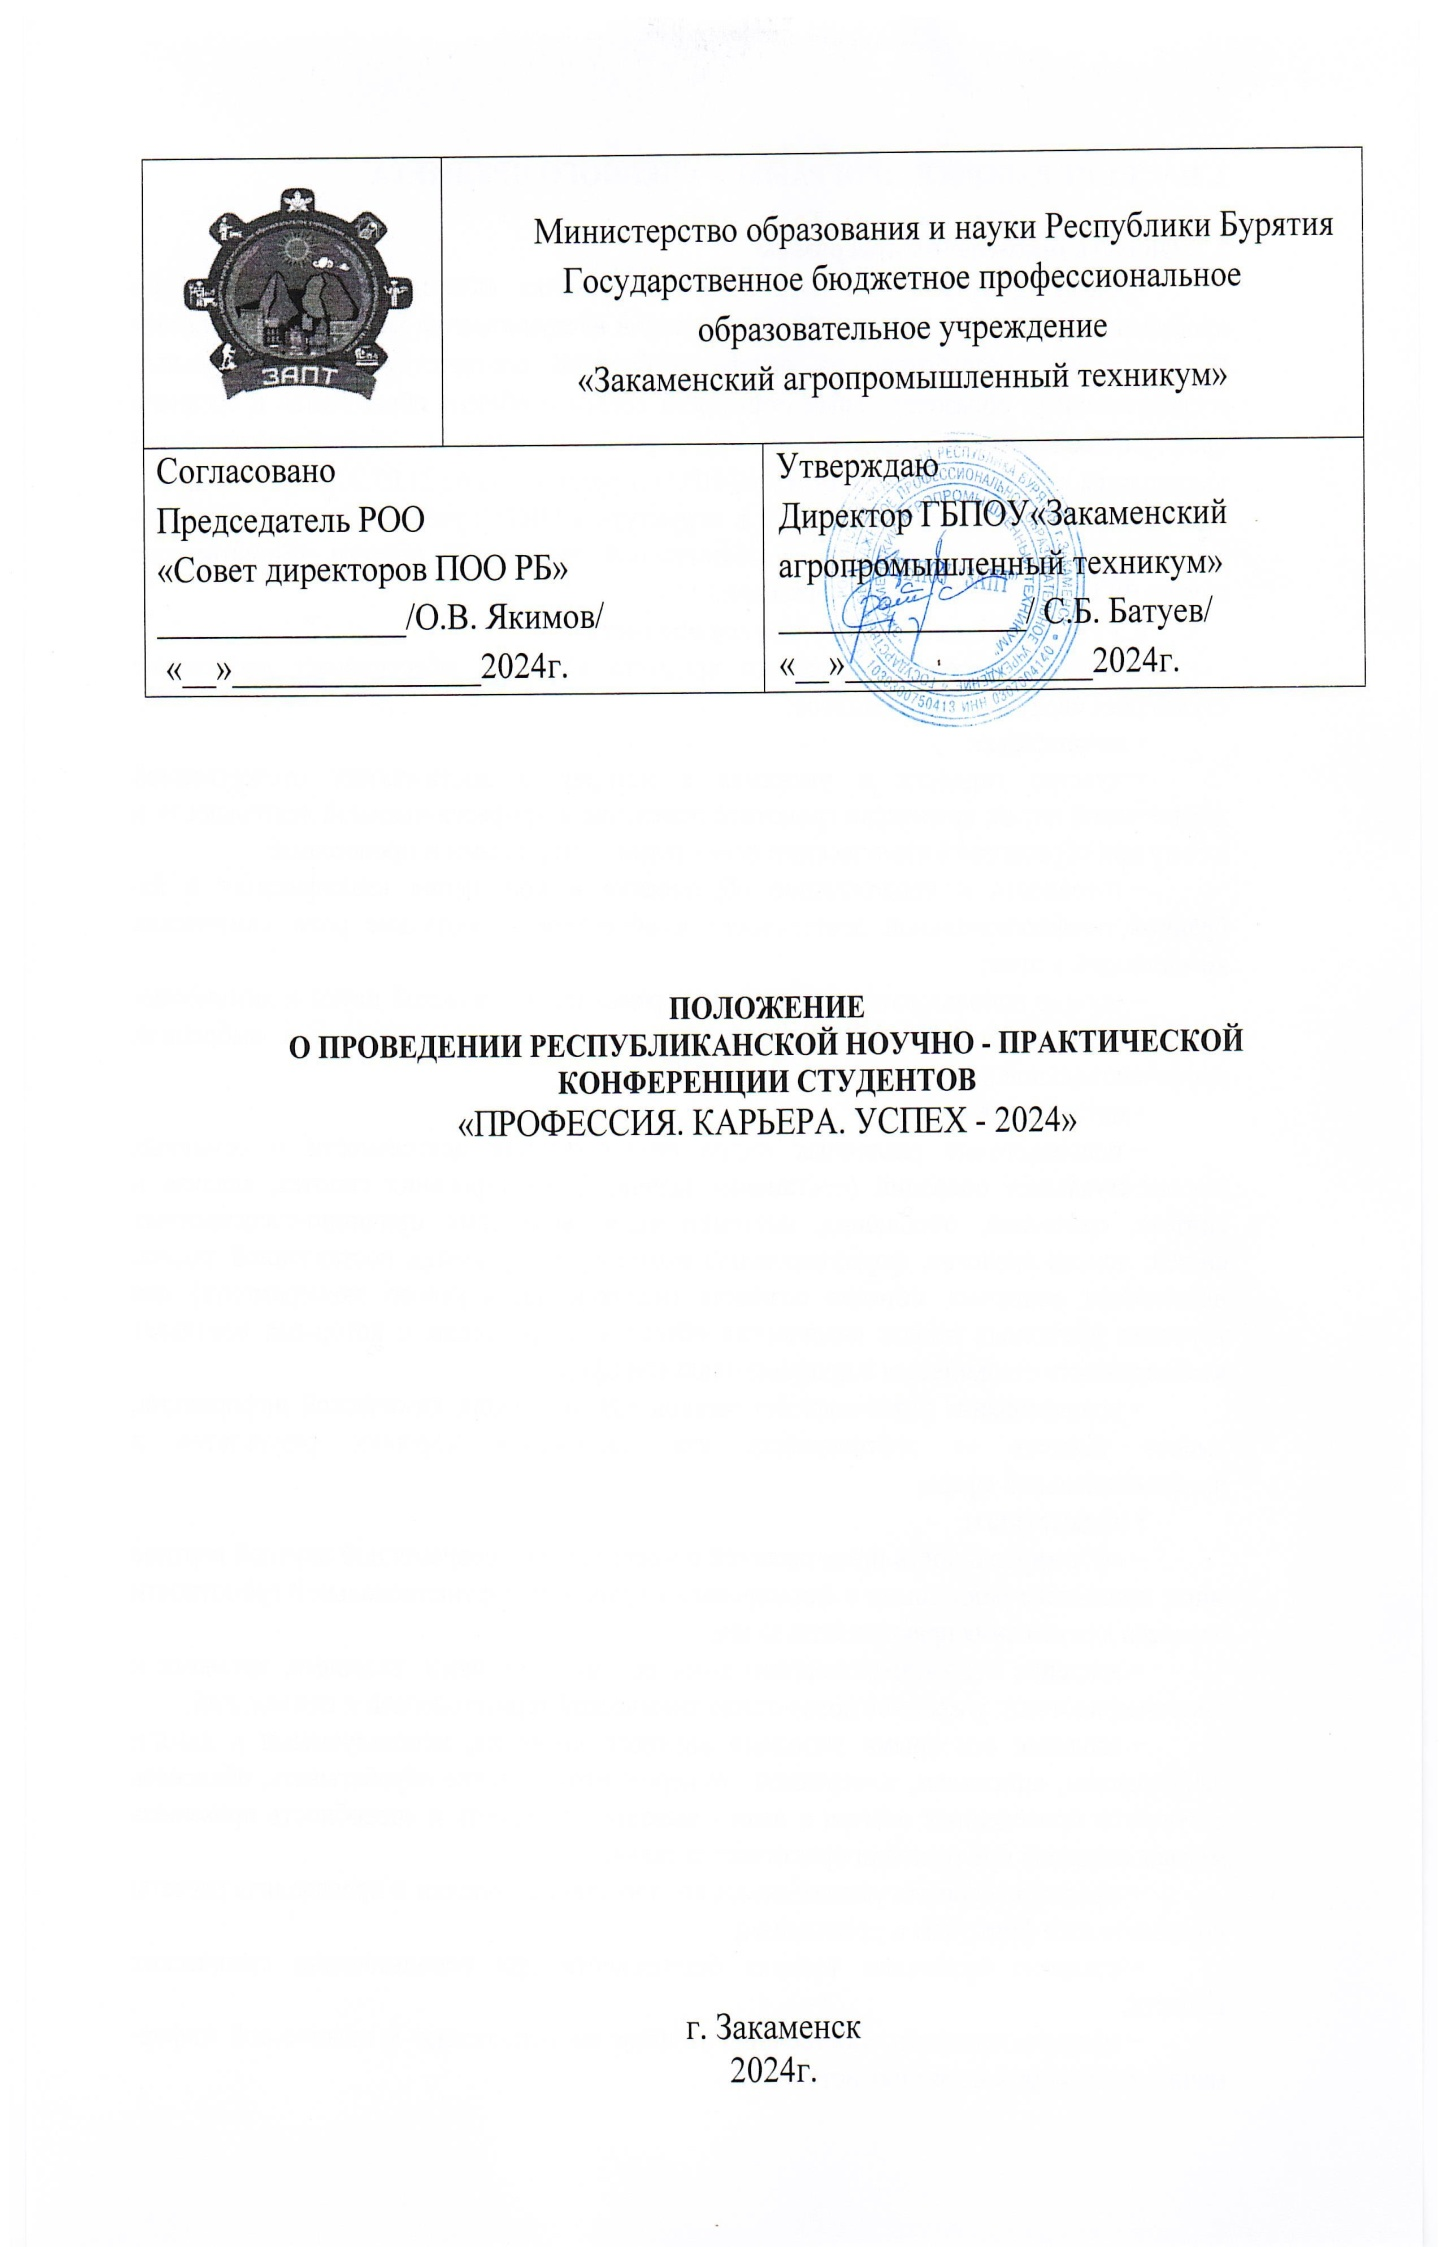 ЗАПТ
Министерство образования и науки Республики Бурятия
Государственное бюджетное профессиональное
образовательное учреждение
«Закаменский агропромышленный техникум»
Согласовано
Председатель РОО
«Совет директоров ПОО РБ»
_______________/О.В. Якимов/
«__»_______________2024г.
Утверждаю
Директор ГБПОУ«Закаменский
агропромышленный техникум»
_______________/ С.Б. Батуев/
«__»_______________2024г.
ПОЛОЖЕНИЕ
О ПРОВЕДЕНИИ РЕСПУБЛИКАНСКОЙ НОУЧНО - ПРАКТИЧЕСКОЙ
КОНФЕРЕНЦИИ СТУДЕНТОВ
«ПРОФЕССИЯ. КАРЬЕРА. УСПЕХ - 2024»
г. Закаменск
2024г.